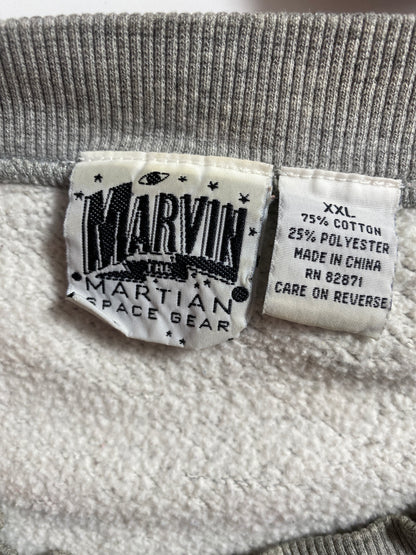 MARVIN
THE
MARTIAN
SPACE GEAR
XXL
75% COTTON
25% POLYESTER
MADE IN CHINA
RN 82871
CARE ON REVERSE